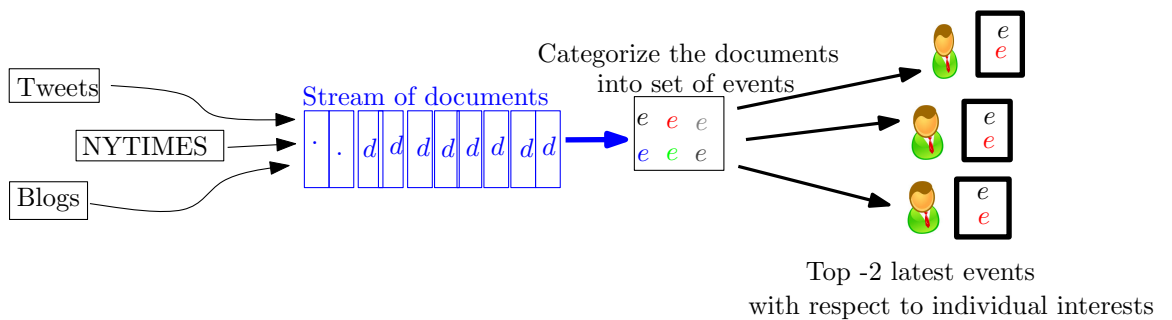 Tweets
NYTIMES
Blogs
Stream of documents
. . d d d d d d d d
Categorize the documents
into set of events
e e e
e e e
e
e
e
e
e
e
Top -2 latest events
with respect to individual interests